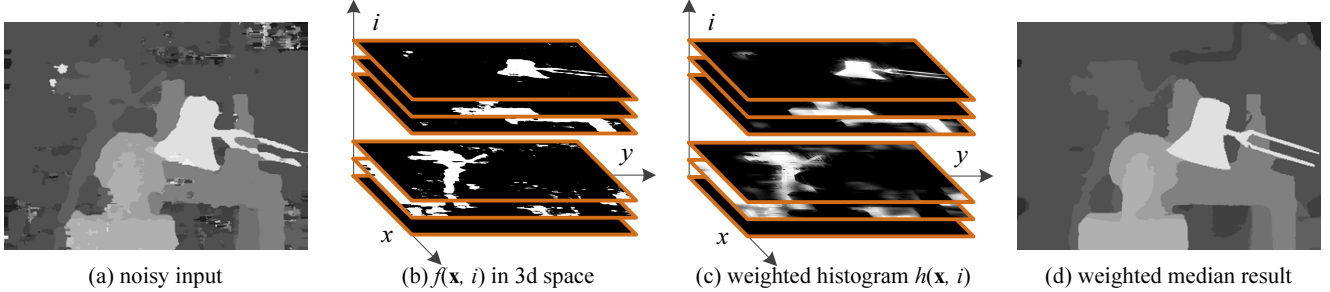 i
y
x
i
y
x
(a) noisy input
(b) f(x, i) in 3d space
(c) weighted histogram h(x, i)
(d) weighted median result